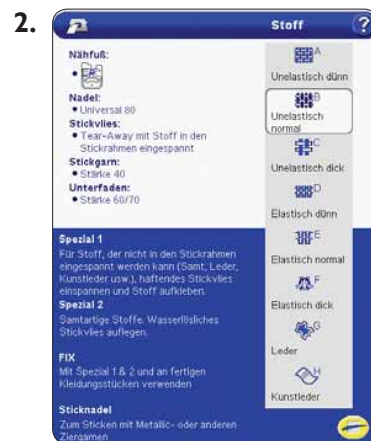 2.
Stoff ?
Nähfuß:
Nadel:
• Universal 80
Stickvlies:
• Tear-Away mit Stoff in den
Stickrahmen eingespannt
Stickgarn:
• Stärke 40
Unterfaden:
• Stärke 60/70
A
Unelastisch dünn
B
Unelastisch
normal
C
Unelastisch dick
D
Elastisch dünn
E
Elastisch normal
F
Elastisch dick
G
Leder
H
Kunstleder
Spezial 1
Für Stoff, der nicht in den Stickrahmen
eingespannt werden kann (Samt, Leder,
Kunstleder usw.), haftendes Stickvlies
einspannen und Stoff aufkleben.
Spezial 2
Samtartige Stoffe. Wasserlösliches
Stickvlies auflegen.
FIX
Mit Spezial 1 & 2 und an fertigen
Kleidungsstücken verwenden
Sticknadel
Zum Sticken mit Metallic- oder anderen
Ziergarnen